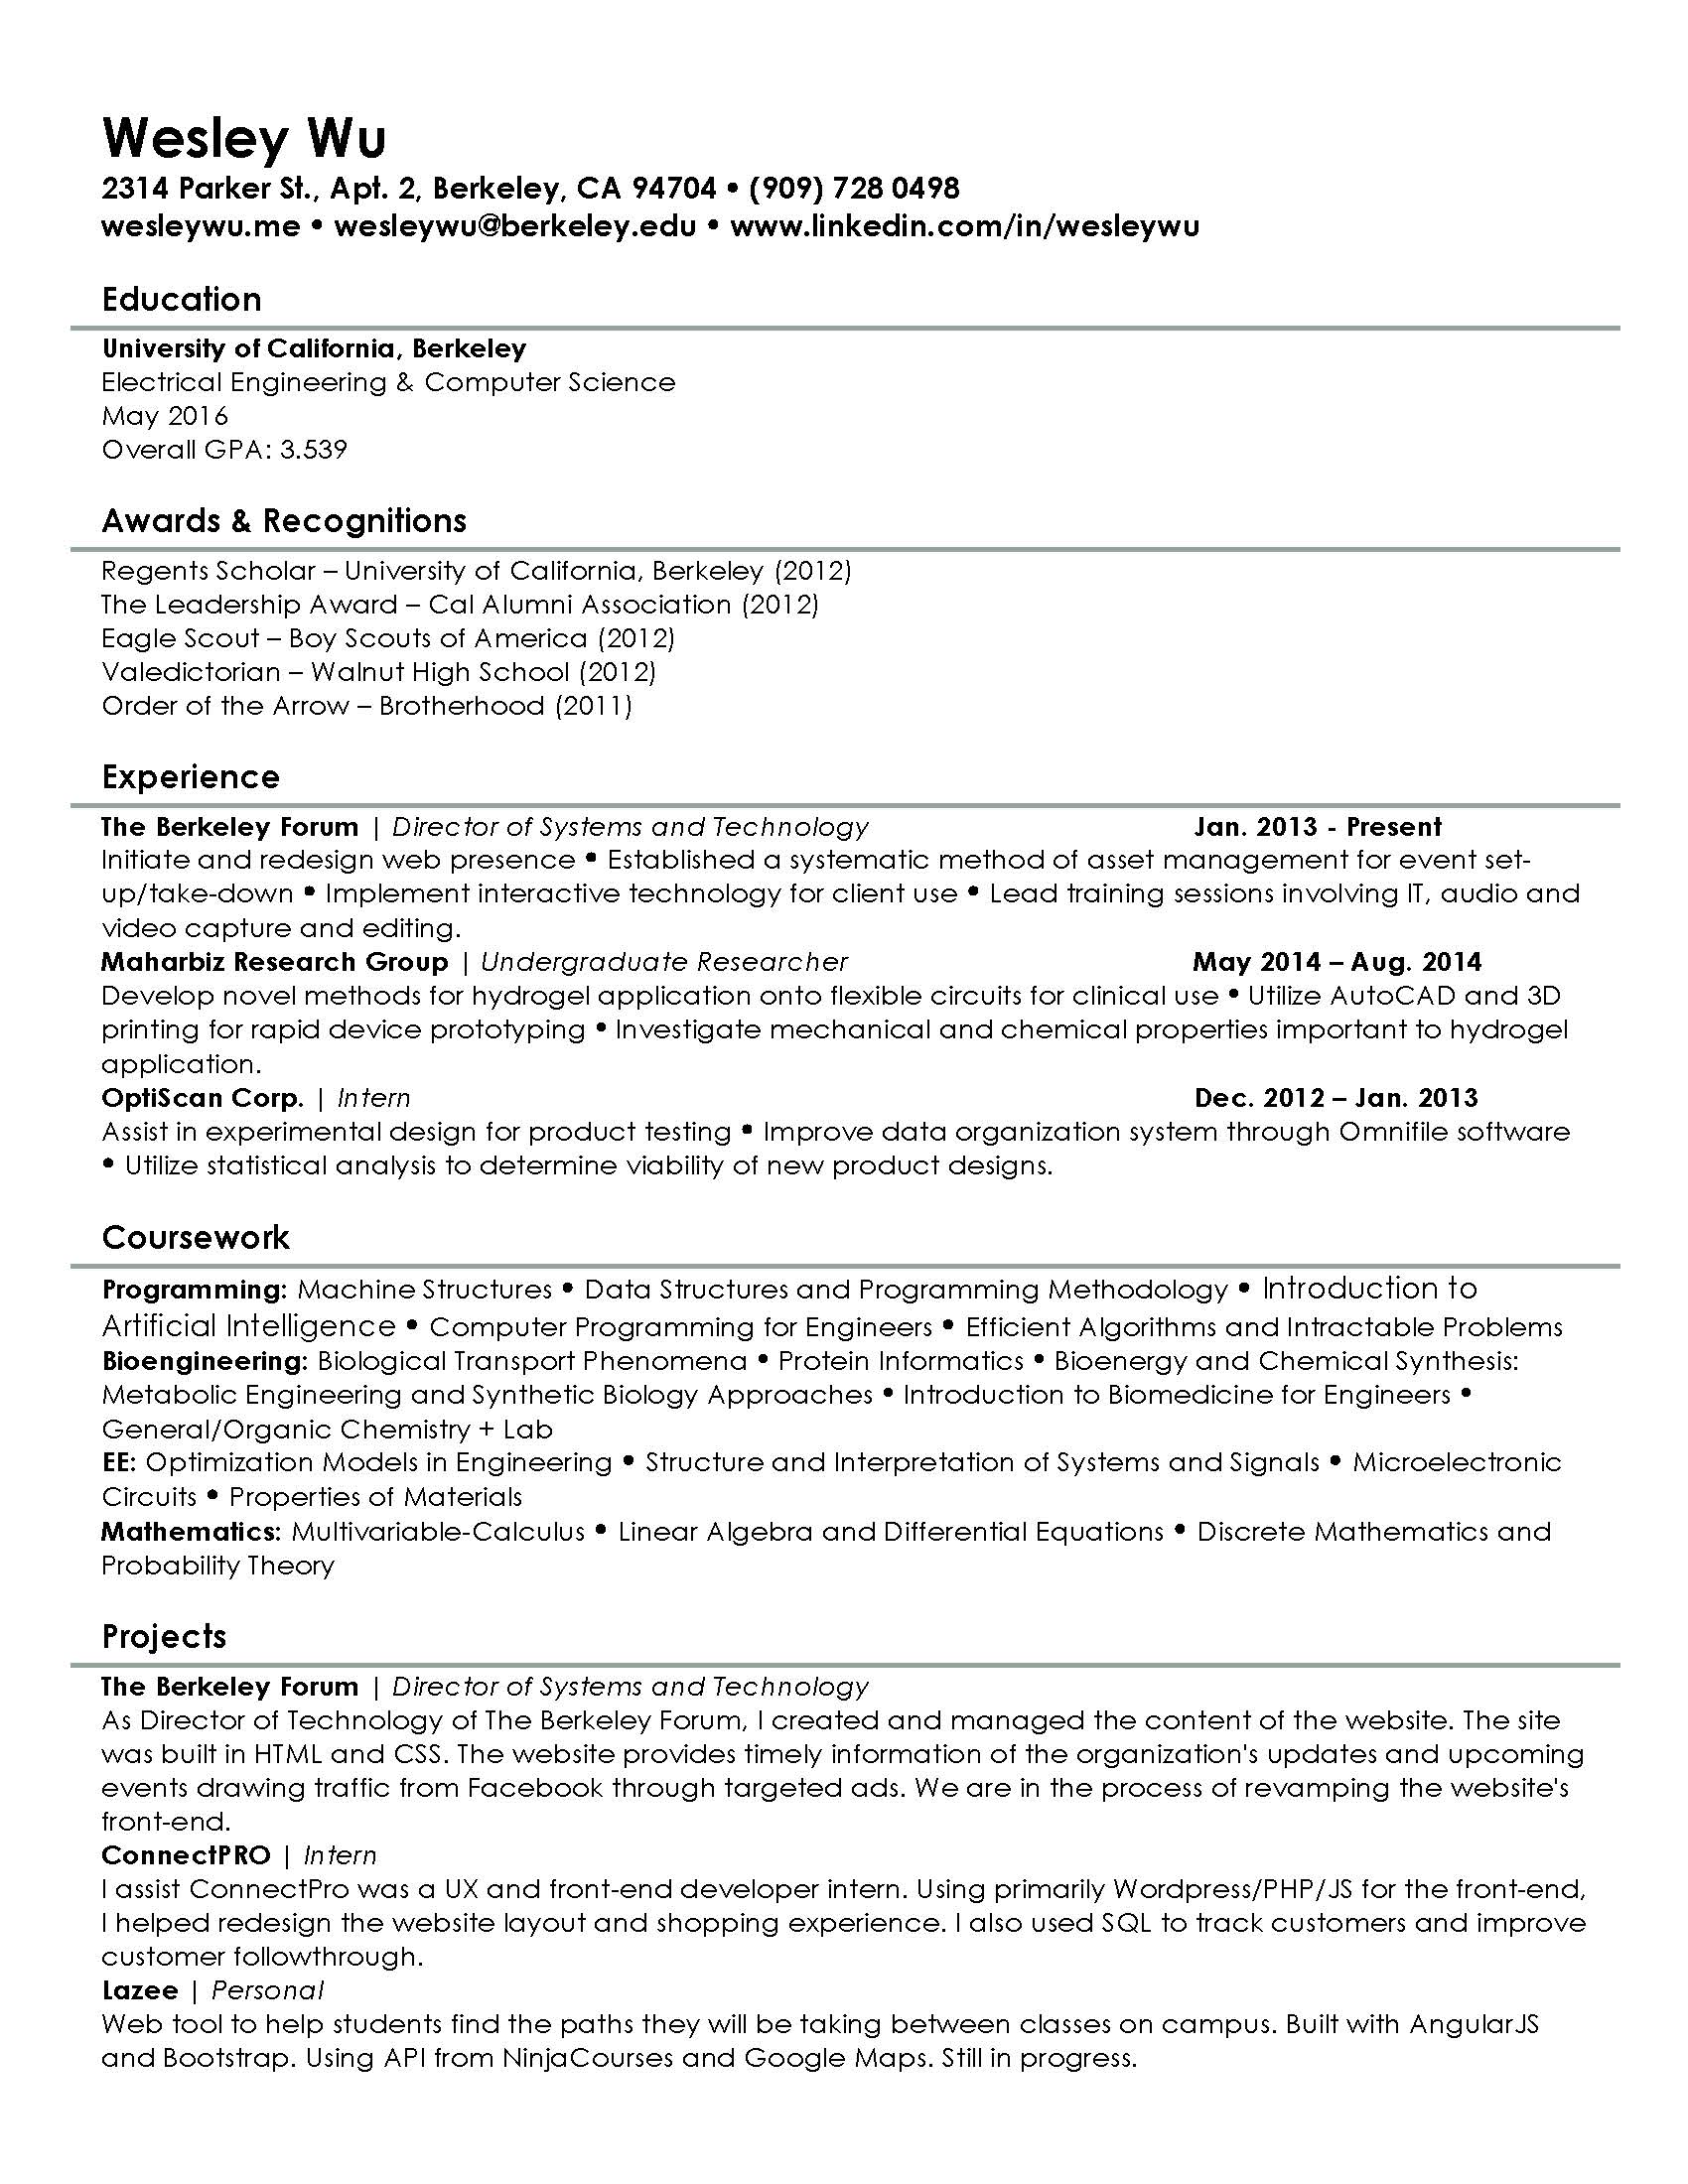 Wesley Wu
2314 Parker St., Apt. 2, Berkeley, CA 94704 • (909) 728 0498
wesleywu.me • wesleywu@berkeley.edu • www.linkedin.com/in/wesleywu
Education
University of California, Berkeley
Electrical Engineering & Computer Science
May 2016
Overall GPA: 3.539
Awards & Recognitions
Regents Scholar – University of California, Berkeley (2012)
The Leadership Award – Cal Alumni Association (2012)
Eagle Scout – Boy Scouts of America (2012)
Valedictorian – Walnut High School (2012)
Order of the Arrow – Brotherhood (2011)
Experience
The Berkeley Forum | Director of Systems and Technology Jan. 2013 - Present
Initiate and redesign web presence • Established a systematic method of asset management for event set-
up/take-down • Implement interactive technology for client use • Lead training sessions involving IT, audio and
video capture and editing.
Maharbiz Research Group | Undergraduate Researcher May 2014 – Aug. 2014
Develop novel methods for hydrogel application onto flexible circuits for clinical use • Utilize AutoCAD and 3D
printing for rapid device prototyping • Investigate mechanical and chemical properties important to hydrogel
application.
OptiScan Corp. | Intern Dec. 2012 – Jan. 2013
Assist in experimental design for product testing • Improve data organization system through Omnifile software
• Utilize statistical analysis to determine viability of new product designs.
Coursework
Programming: Machine Structures • Data Structures and Programming Methodology • Introduction to
Artificial Intelligence • Computer Programming for Engineers • Efficient Algorithms and Intractable Problems
Bioengineering: Biological Transport Phenomena • Protein Informatics • Bioenergy and Chemical Synthesis:
Metabolic Engineering and Synthetic Biology Approaches • Introduction to Biomedicine for Engineers •
General/Organic Chemistry + Lab
EE: Optimization Models in Engineering • Structure and Interpretation of Systems and Signals • Microelectronic
Circuits • Properties of Materials
Mathematics: Multivariable-Calculus • Linear Algebra and Differential Equations • Discrete Mathematics and
Probability Theory
Projects
The Berkeley Forum | Director of Systems and Technology
As Director of Technology of The Berkeley Forum, I created and managed the content of the website. The site
was built in HTML and CSS. The website provides timely information of the organization's updates and upcoming
events drawing traffic from Facebook through targeted ads. We are in the process of revamping the website's
front-end.
ConnectPRO | Intern
I assist ConnectPro was a UX and front-end developer intern. Using primarily Wordpress/PHP/JS for the front-end,
I helped redesign the website layout and shopping experience. I also used SQL to track customers and improve
customer followthrough.
Lazee | Personal
Web tool to help students find the paths they will be taking between classes on campus. Built with AngularJS
and Bootstrap. Using API from NinjaCourses and Google Maps. Still in progress.